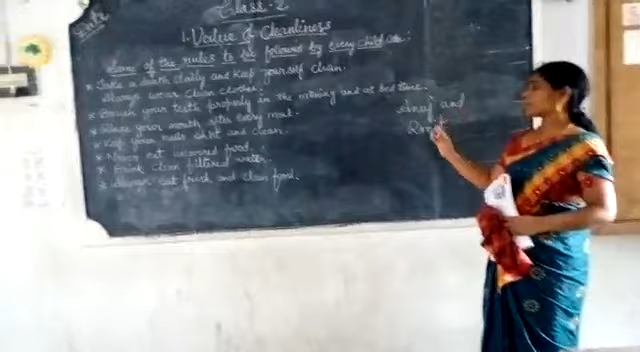 Class-2
1. Value of Cleanliness
Some of the rules to be followed by every child are:
* Take a bath daily and keep yourself clean.
Always wear clean clothes.
* Brush your teeth properly in the morning and at bed time.
* Rinse your mouth after every meal.
* Keep your nails short and clean.
* Never eat uncovered food.
* Drink clean filtered water.
* Always eat fresh and clean food.
and